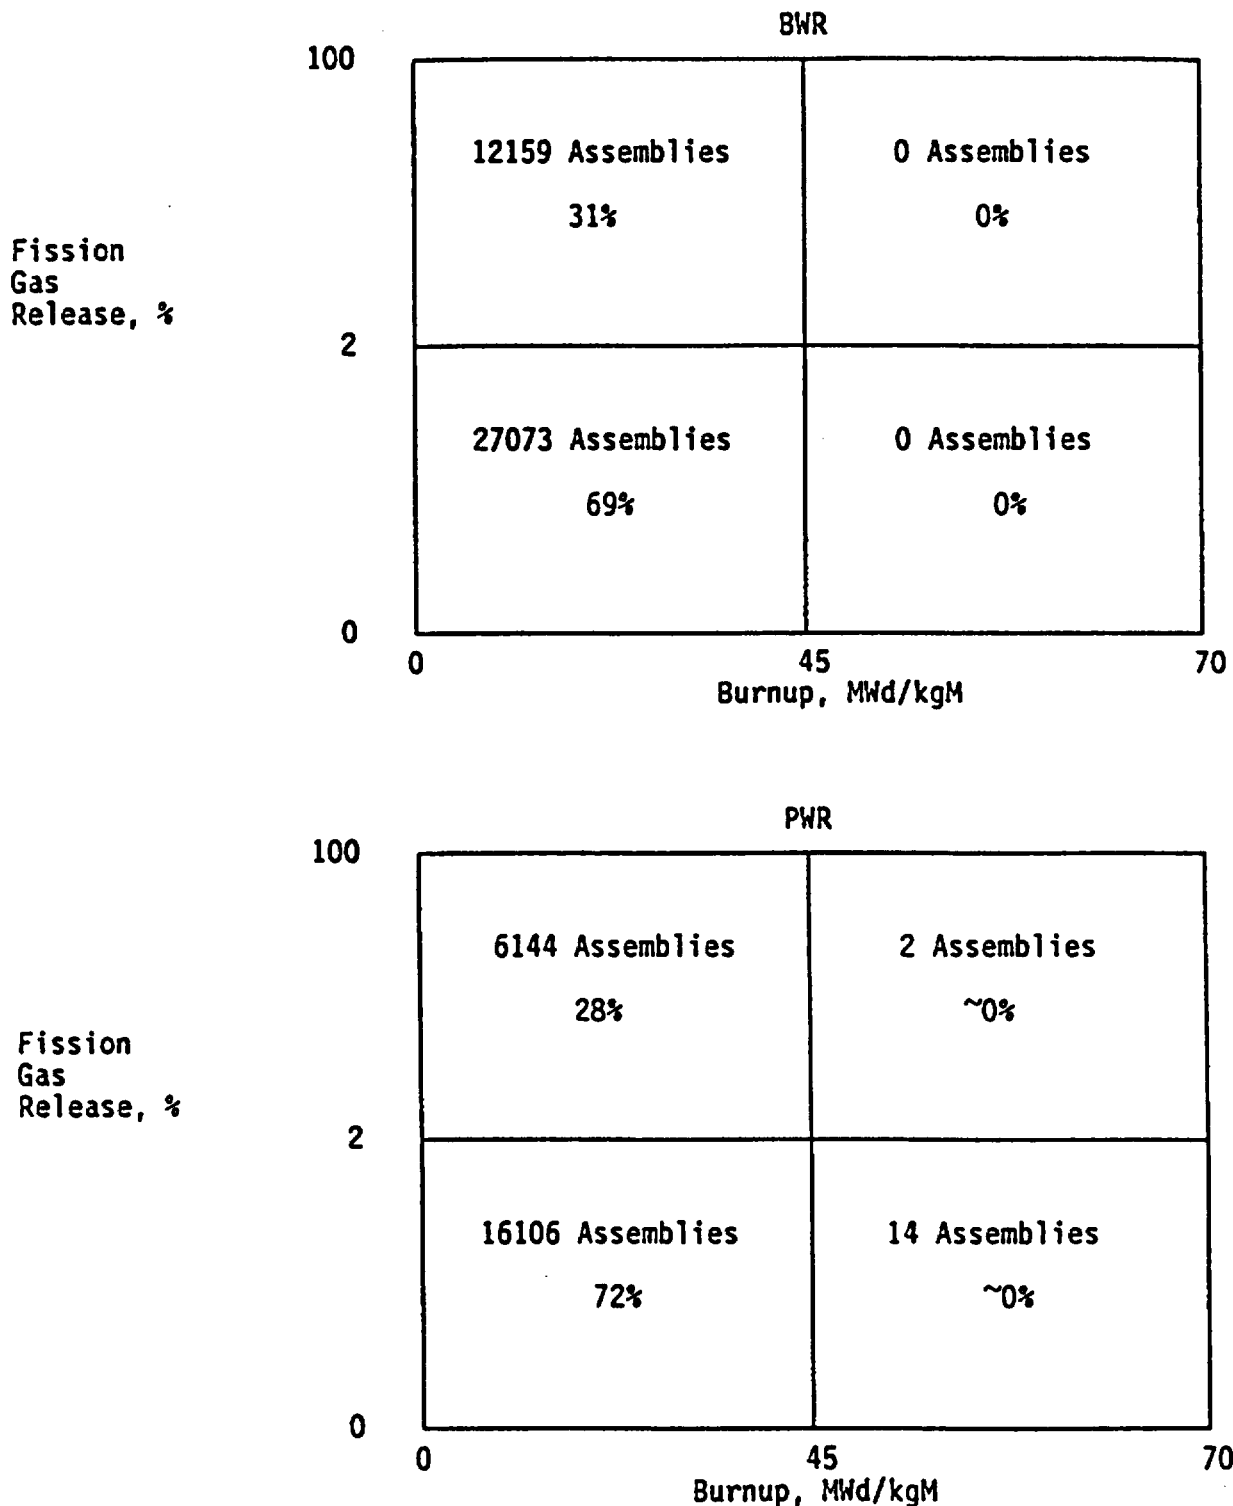 BWR
100
12159 Assemblies
0 Assemblies
31%
0%
Fission
Gas
Release, %
2
27073 Assemblies
0 Assemblies
69%
0%
0
0
45
70
Burnup, MWd/kgM
PWR
100
6144 Assemblies
2 Assemblies
28%
~0%
Fission
Gas
Release, %
2
16106 Assemblies
14 Assemblies
72%
~0%
0
0
45
70
Burnup, MWd/kgM